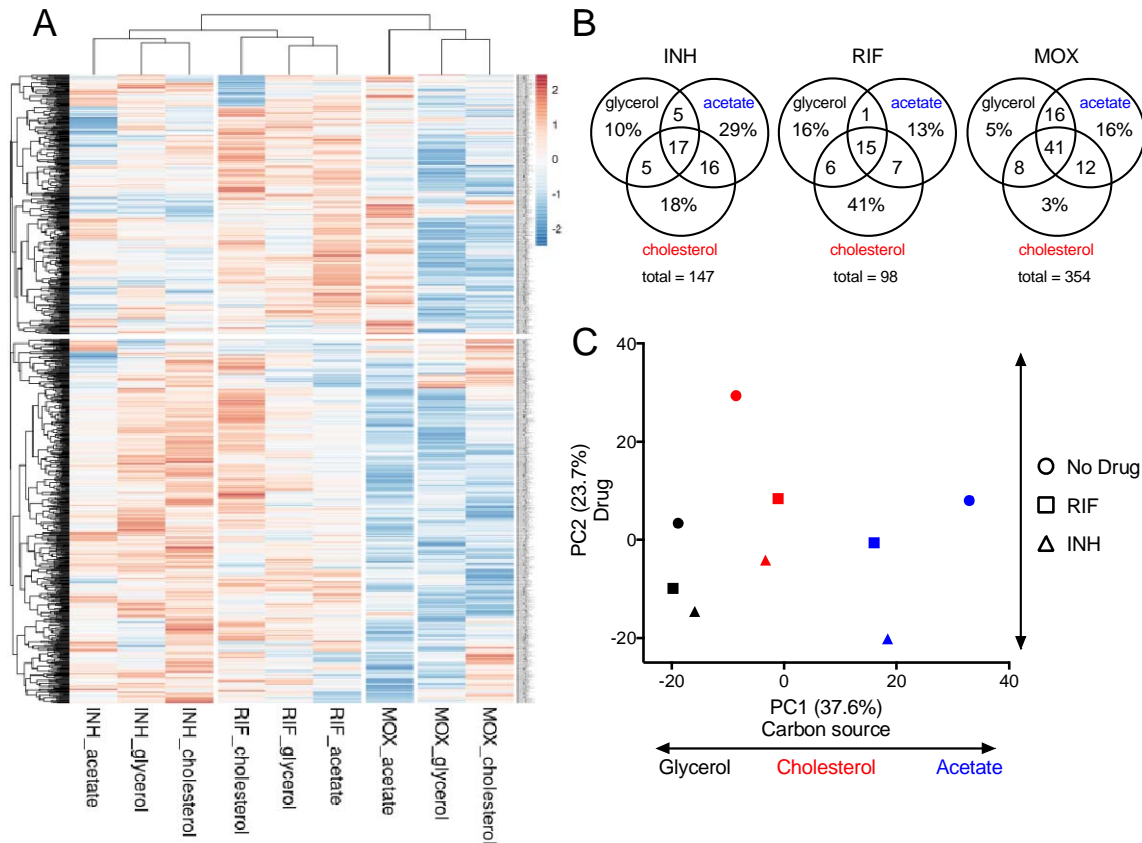 A
2
1
0
-1
-2
INH_acetate
INH_glycerol
INH_cholesterol
RIF_cholesterol
RIF_glycerol
RIF_acetate
MOX_acetate
MOX_glycerol
MOX_cholesterol
B
INH
glycerol
acetate
5
10%
29%
17
5
16
18%
cholesterol
total = 147
RIF
glycerol
acetate
1
16%
13%
15
6
7
41%
cholesterol
total = 98
MOX
glycerol
acetate
16
5%
16%
41
8
12
3%
cholesterol
total = 354
C
PC2 (23.7%)
Drug
40
20
0
-20
-20
0
20
40
PC1 (37.6%)
Carbon source
Glycerol
Cholesterol
Acetate
No Drug
RIF
INH